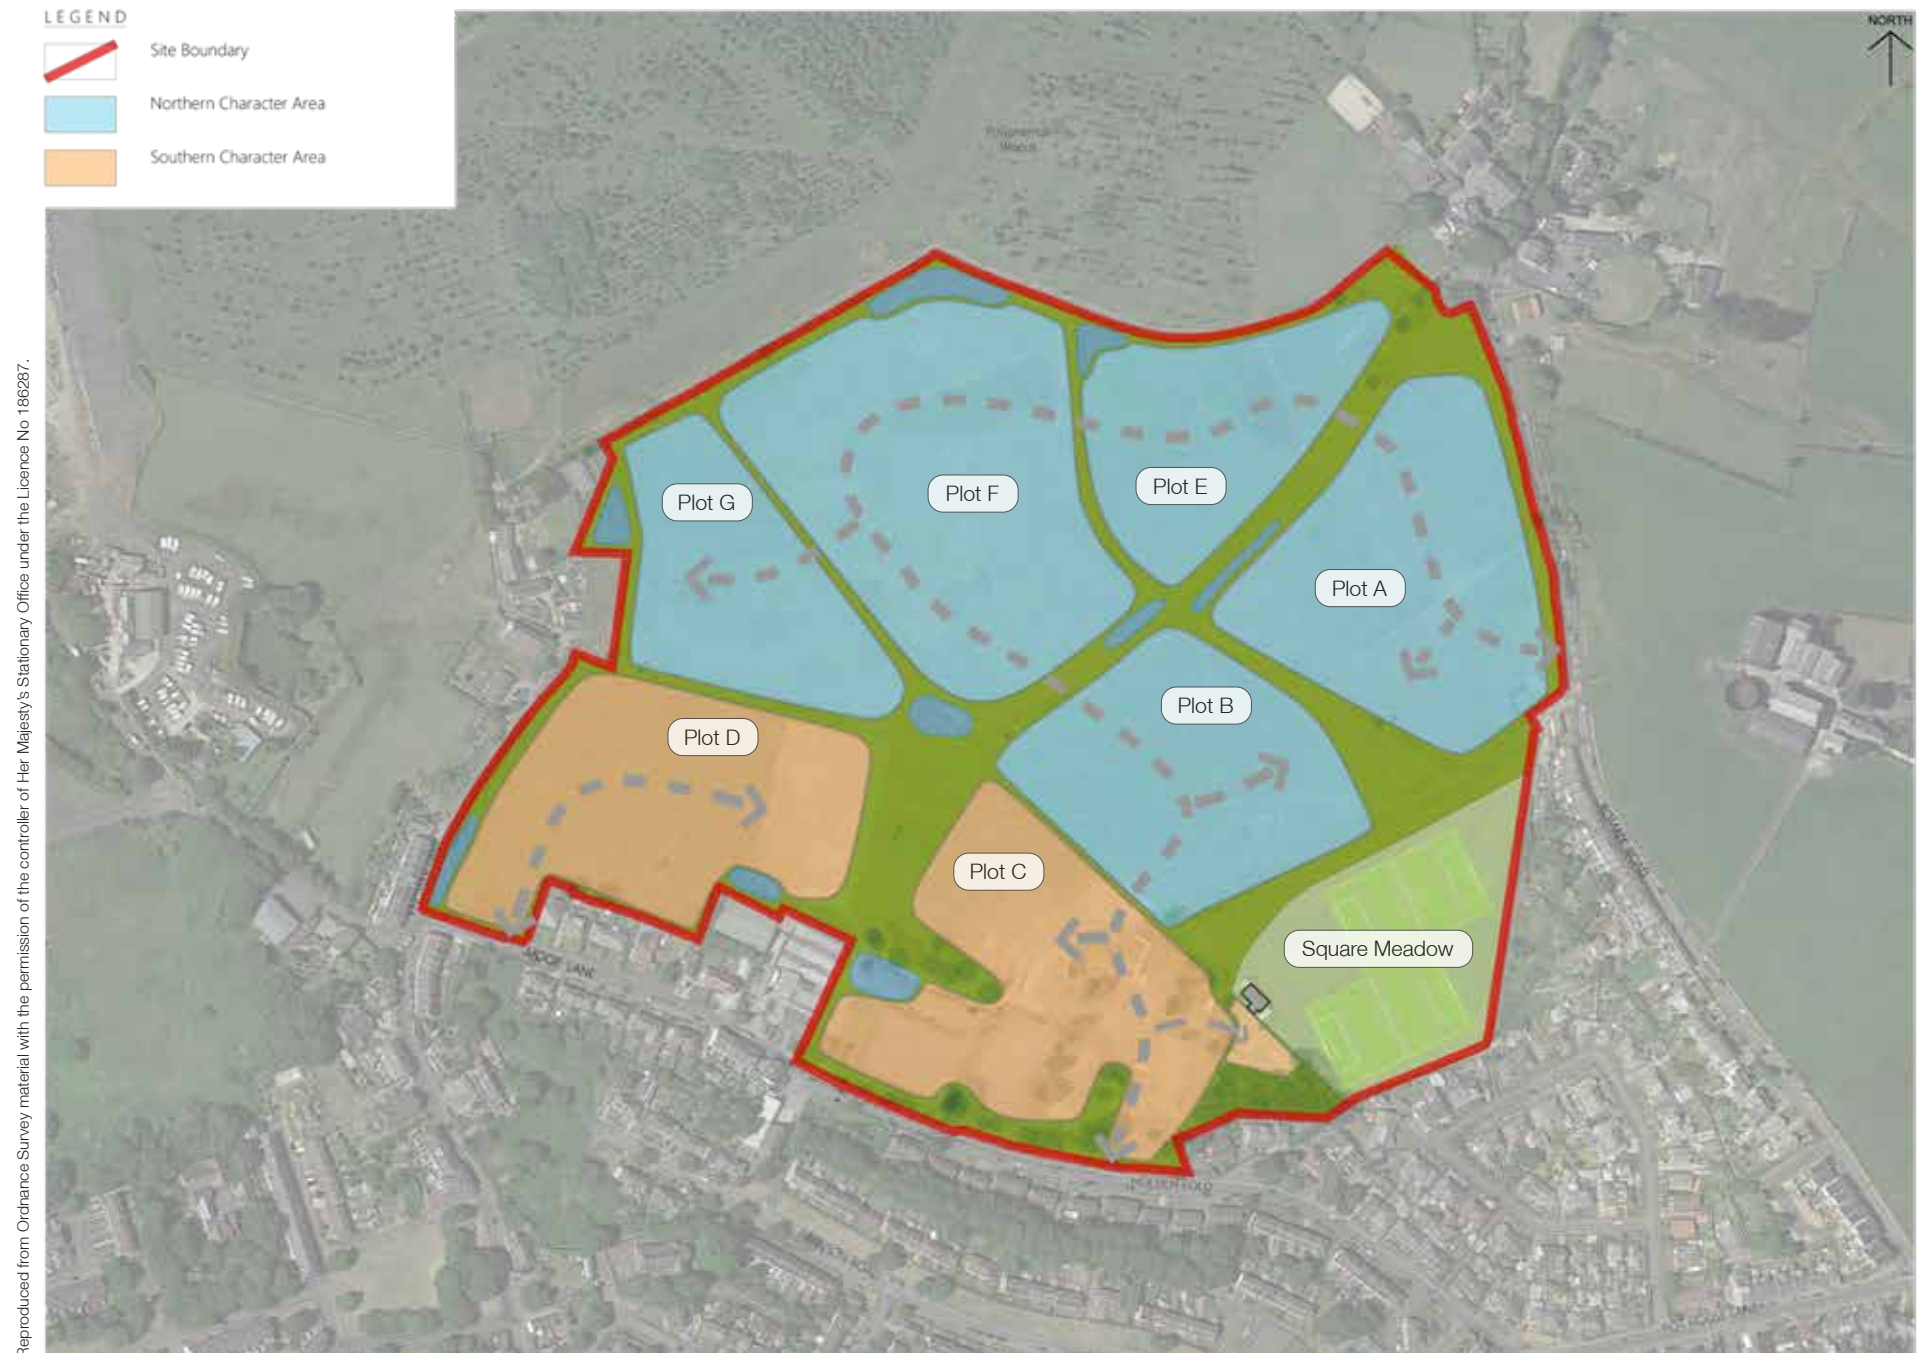 LEGEND
Site Boundary
Northern Character Area
Southern Character Area
NORTH
Woods
Plot G
Plot F
Plot E
Plot A
Plot B
Plot D
Plot C
Square Meadow
LANE
Reproduced from Ordnance Survey material with the permission of the controller of Her Majesty's Stationary Office under the Licence No 186287.